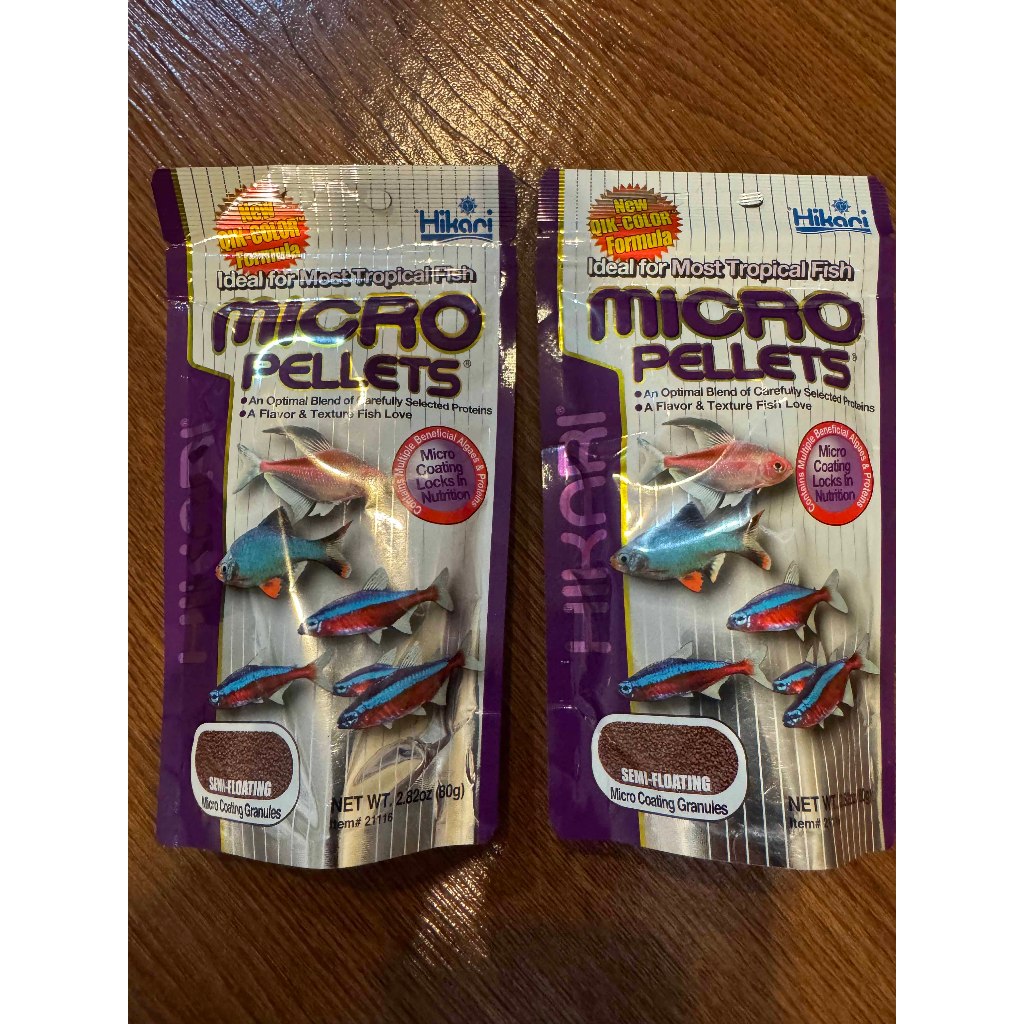 New
QIK-COLOR
Formula
Hikari
Ideal for Most Tropical Fish
MICRO
PELLETS®
• An Optimal Blend of Carefully Selected Proteins
• A Flavor & Texture Fish Love
Contains Multiple Beneficial Algaes & Proteins
Micro
Coating
Locks In
Nutrition
HIKARI®
SEMI-FLOATING
Micro Coating Granules
NET WT. 2.82oz (80g)
Item# 21116
New
QIK-COLOR
Formula
Hikari
Ideal for Most Tropical Fish
MICRO
PELLETS®
• An Optimal Blend of Carefully Selected Proteins
• A Flavor & Texture Fish Love
Contains Multiple Beneficial Algaes & Proteins
Micro
Coating
Locks In
Nutrition
HIKARI®
SEMI-FLOATING
Micro Coating Granules
NET WT.
Item#